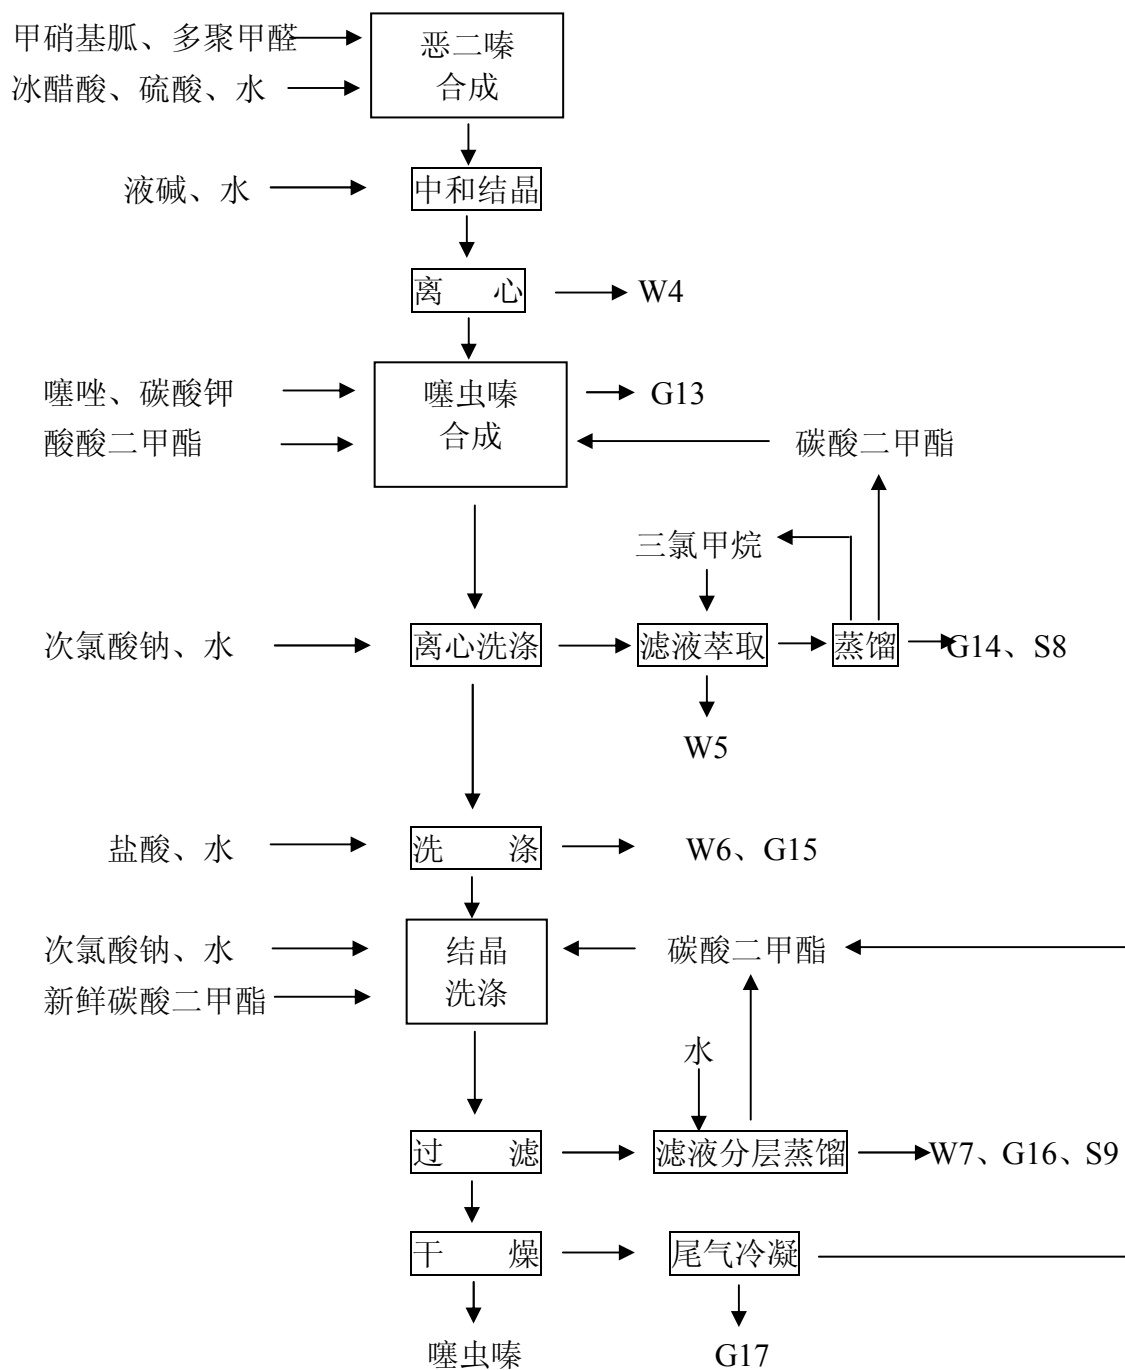 甲硝基胍、多聚甲醛
冰醋酸、硫酸、水
恶二嗪
合成
液碱、水
中和结晶
离 心
W4
噻唑、碳酸钾
酸酸二甲酯
噻虫嗪
合成
G13
碳酸二甲酯
三氯甲烷
次氯酸钠、水
离心洗涤
滤液萃取
蒸馏
G14、S8
W5
盐酸、水
洗 涤
W6、G15
次氯酸钠、水
新鲜碳酸二甲酯
结晶
洗涤
碳酸二甲酯
水
过 滤
滤液分层蒸馏
W7、G16、S9
干 燥
尾气冷凝
噻虫嗪
G17